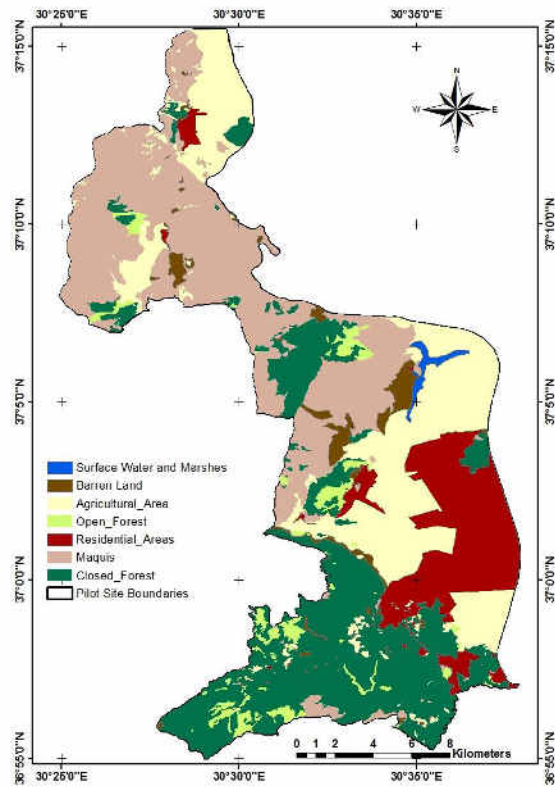 30°25'0"E 30°30'0"E 30°35'0"E
37°15'0"N 37°15'0"N
N
W E
S
37°10'0"N 37°10'0"N
37°5'0"N 37°5'0"N
Surface Water and Marshes
Barren Land
Agricultural_Area
Open_Forest
Residential_Areas
Maquis
Closed_Forest
Pilot Site Boundaries
37°0'0"N 37°0'0"N
0 1 2 4 6 8
Kilometers
36°55'0"N 36°55'0"N
30°25'0"E 30°30'0"E 30°35'0"E